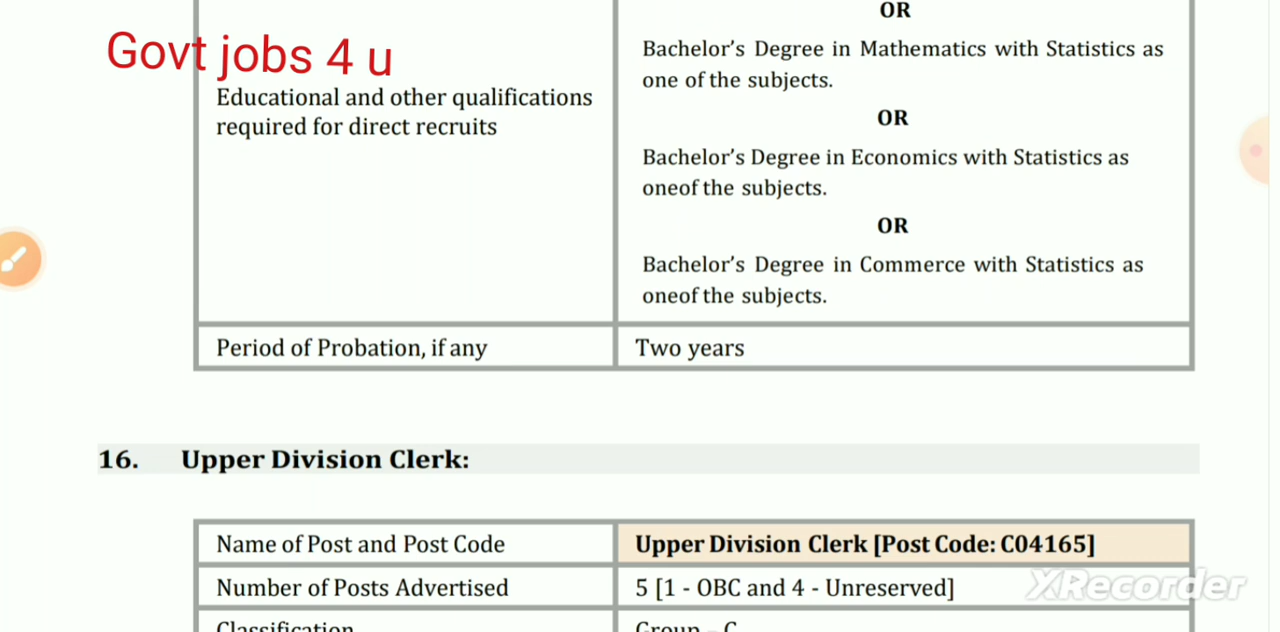 OR
Govt jobs 4 u
Bachelor’s Degree in Mathematics with Statistics as
one of the subjects.
Educational and other qualifications
required for direct recruits
OR
Bachelor’s Degree in Economics with Statistics as
oneof the subjects.
OR
Bachelor’s Degree in Commerce with Statistics as
oneof the subjects.
Period of Probation, if any
Two years
16. Upper Division Clerk:
Name of Post and Post Code
Upper Division Clerk [Post Code: C04165]
Number of Posts Advertised
5 [1 - OBC and 4 - Unreserved]
XRecorder
Classification
Group – C